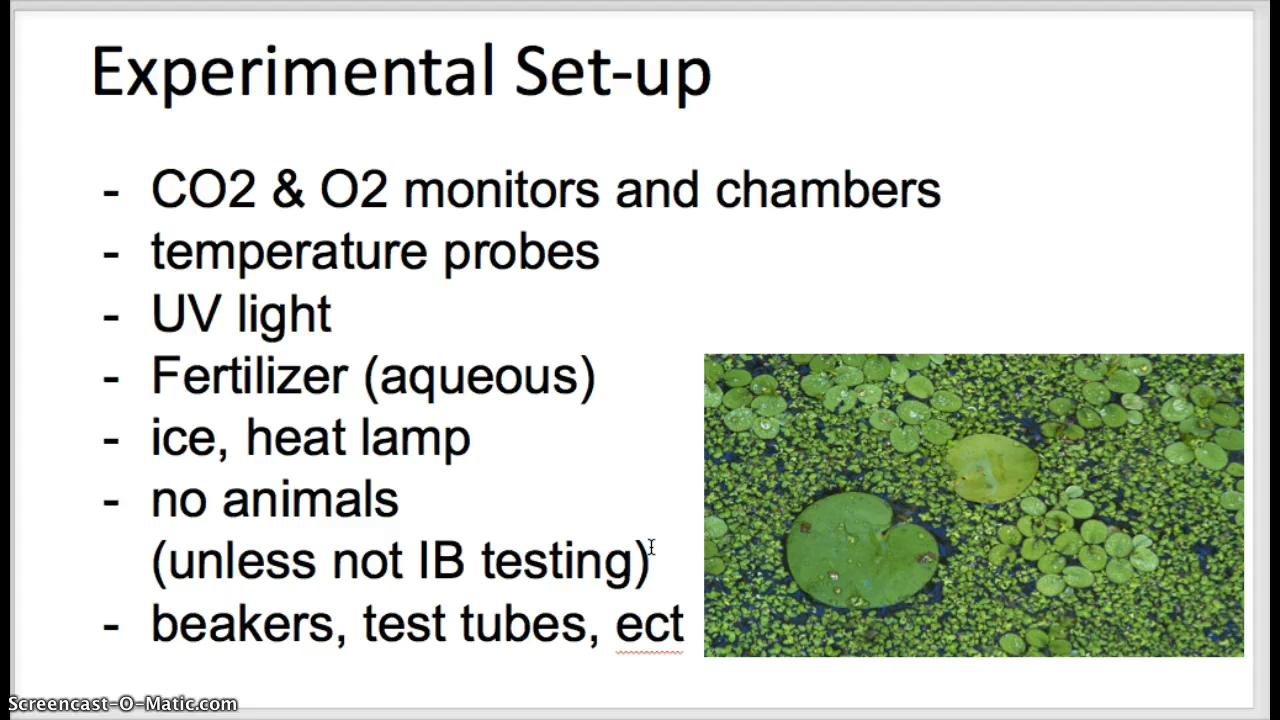 Experimental Set-up
- CO2 & O2 monitors and chambers
- temperature probes
- UV light
- Fertilizer (aqueous)
- ice, heat lamp
- no animals
(unless not IB testing)
- beakers, test tubes, ect
Screencast-O-Matic.com